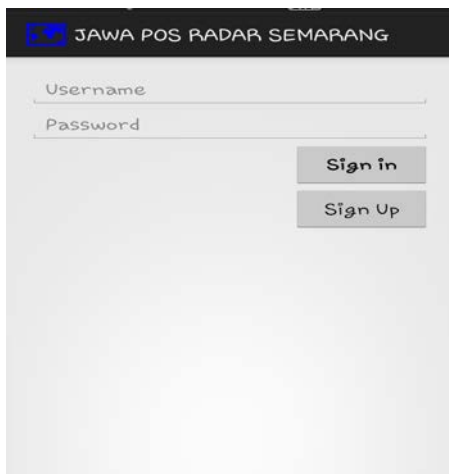 JAWA POS RADAR SEMARANG
Username
Password
Sign in
Sign Up